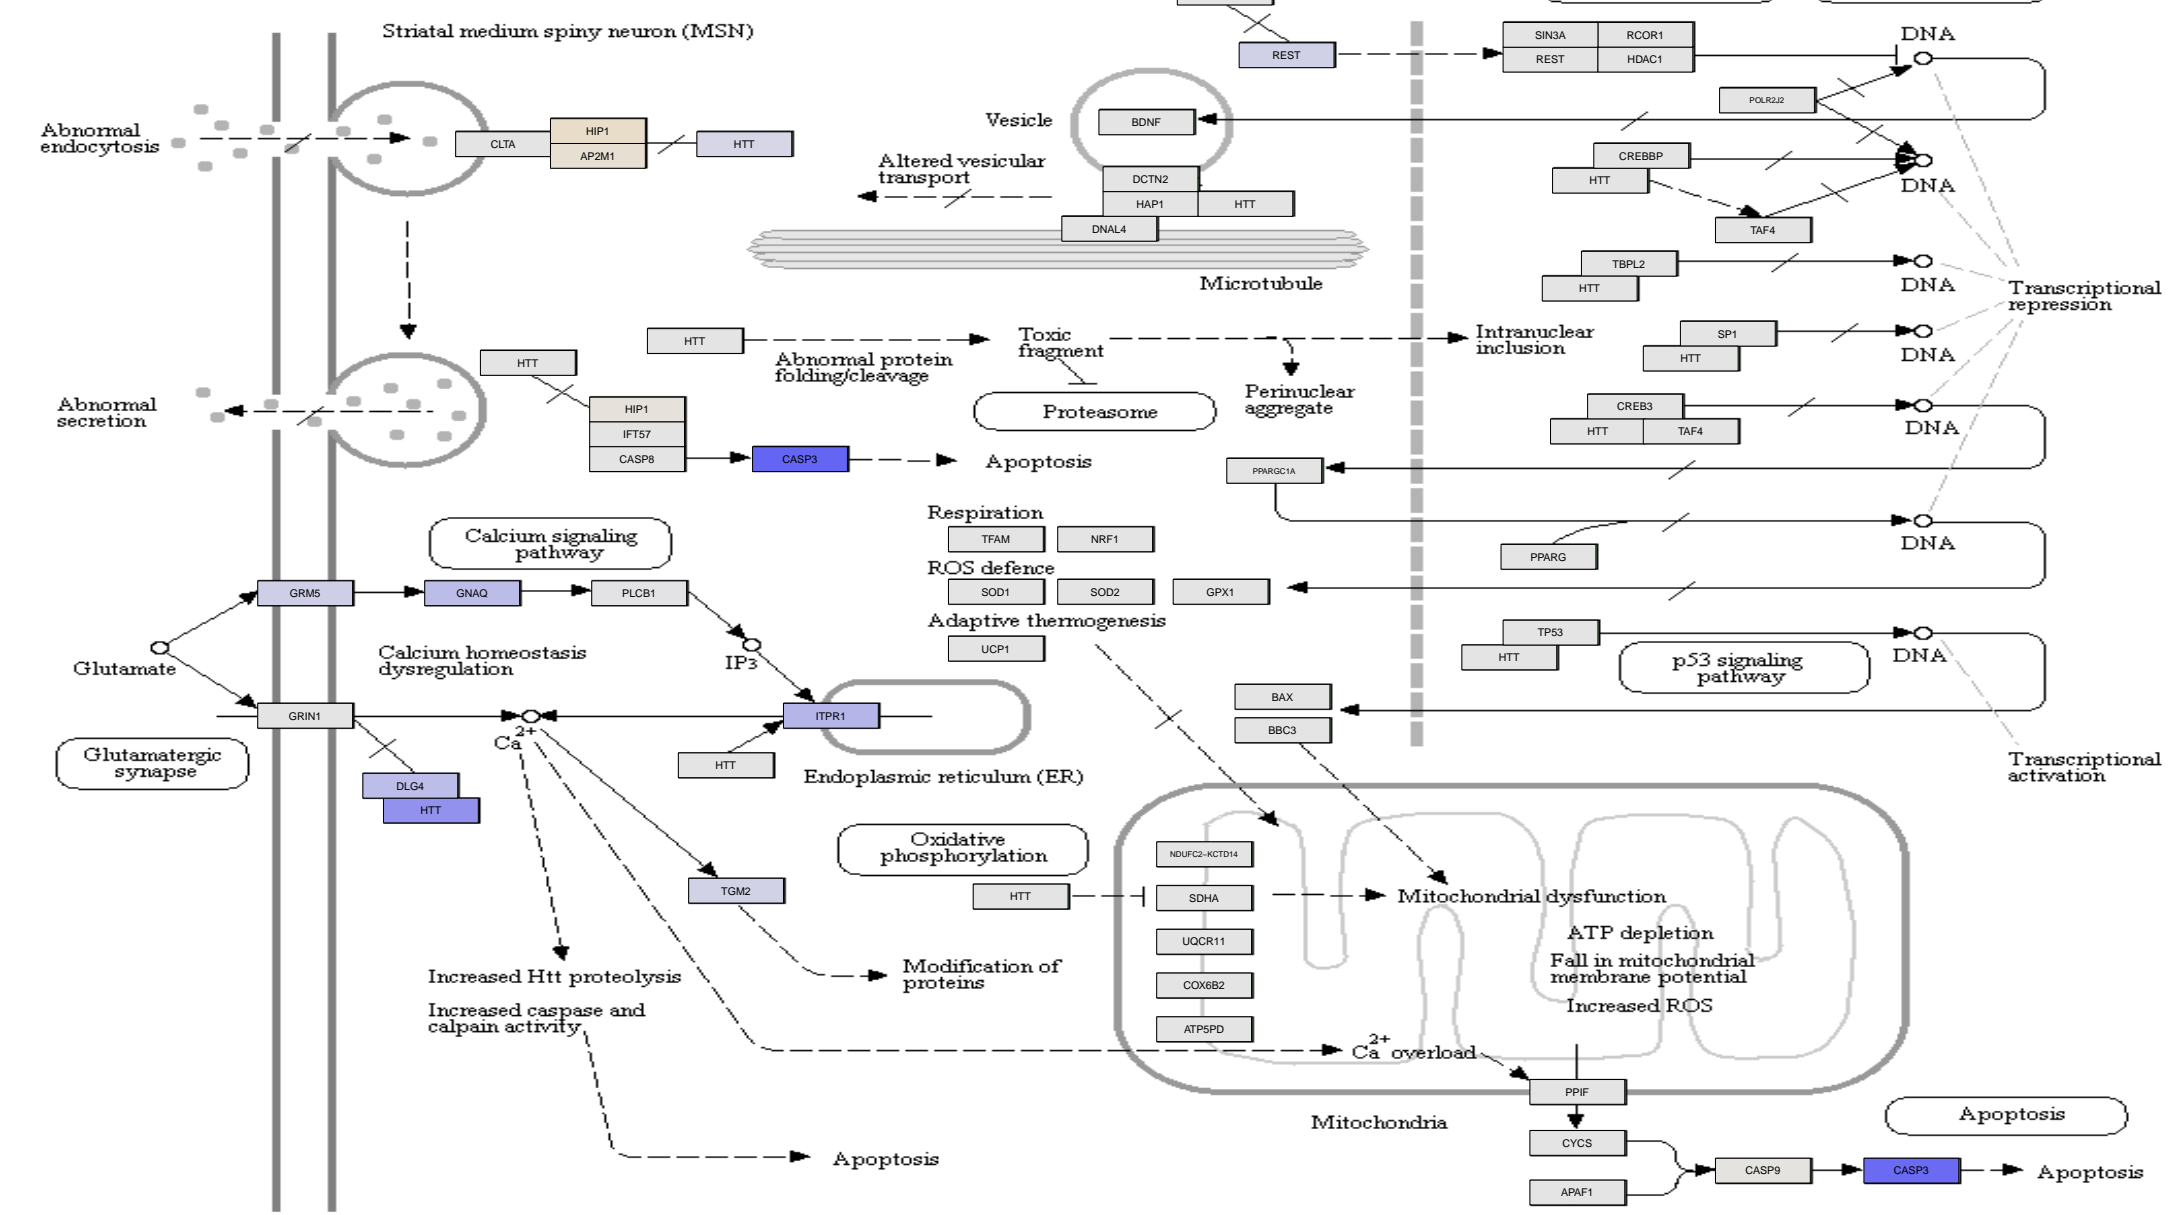 Striatal medium spiny neuron (MSN)
REST
SIN3A
RCOR1
REST
HDAC1
DNA
POLR2J2
Vesicle
BDNF
Abnormal
endocytosis
CLTA
HIP1
AP2M1
HTT
Altered vesicular
transport
DCTN2
HAP1
HTT
DNAL4
Microtubule
CREBBP
HTT
DNA
TAF4
TBPL2
HTT
DNA
Transcriptional
repression
SP1
HTT
DNA
HTT
Abnormal protein
folding/cleavage
Toxic
fragment
Intranuclear
inclusion
Perinuclear
aggregate
Proteasome
HTT
HIP1
IFT57
CASP8
CASP3
Apoptosis
Abnormal
secretion
CREB3
HTT
TAF4
DNA
PPARGC1A
PPARG
DNA
Respiration
TFAM
NRF1
ROS defence
SOD1
SOD2
GPX1
Adaptive thermogenesis
UCP1
Calcium signaling
pathway
GRM5
GNAQ
PLCB1
Glutamate
Calcium homeostasis
dysregulation
IP3
TP53
HTT
DNA
p53 signaling
pathway
BAX
BBC3
GRIN1
Ca2+
ITPR1
HTT
Endoplasmic reticulum (ER)
Glutamatergic
synapse
DLG4
HTT
Transcriptional
activation
Oxidative
phosphorylation
TGM2
HTT
NDUFC2-KCTD14
SDHA
UQCR11
COX6B2
ATP5PD
Mitochondrial dysfunction
ATP depletion
Fall in mitochondrial
membrane potential
Increased ROS
Increased Htt proteolysis
Increased caspase and
calpain activity
Modification of
proteins
Ca2+ overload
PPIF
Mitochondria
CYCS
APAF1
CASP9
CASP3
Apoptosis
Apoptosis
Apoptosis